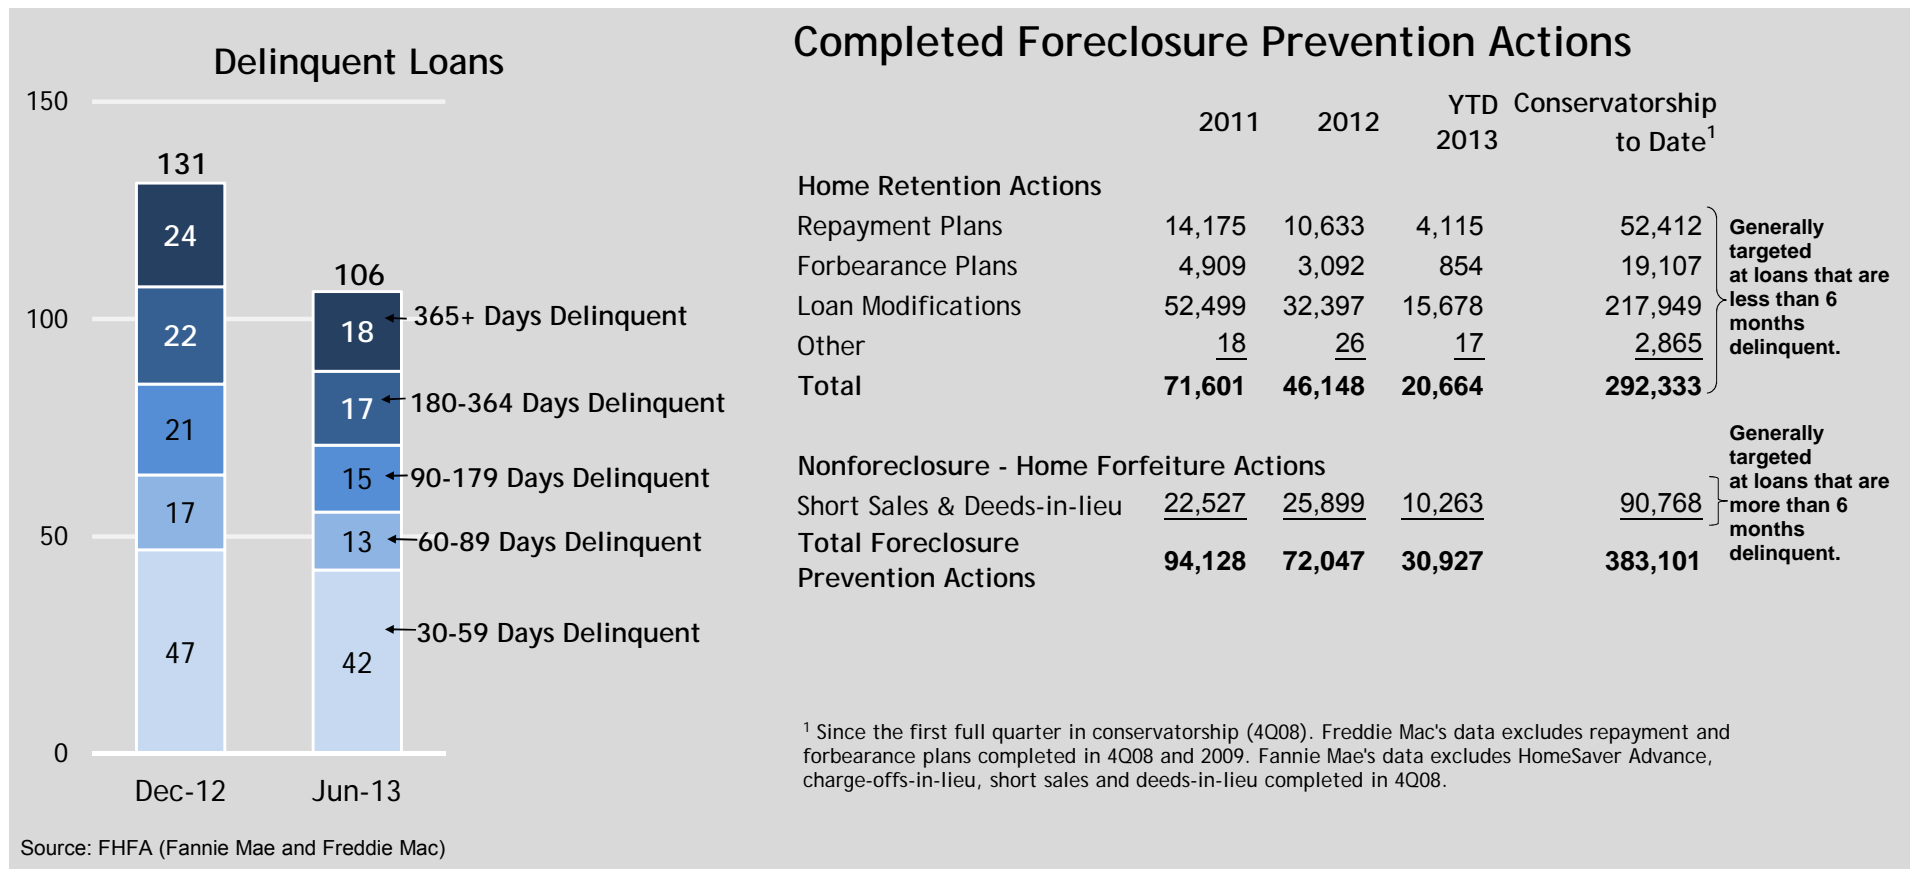 Delinquent Loans
150
100
50
0
131
24
22
21
17
47
106
18
17
15
13
42
365+ Days Delinquent
180-364 Days Delinquent
90-179 Days Delinquent
60-89 Days Delinquent
30-59 Days Delinquent
Dec-12 Jun-13
Source: FHFA (Fannie Mae and Freddie Mac)
Completed Foreclosure Prevention Actions
2011 2012 YTD 2013 Conservatorship to Date1
Home Retention Actions
Repayment Plans 14,175 10,633 4,115 52,412
Forbearance Plans 4,909 3,092 854 19,107
Loan Modifications 52,499 32,397 15,678 217,949
Other 18 26 17 2,865
Total 71,601 46,148 20,664 292,333
Generally
targeted
at loans that are
less than 6
months
delinquent.
Nonforeclosure - Home Forfeiture Actions
Short Sales & Deeds-in-lieu 22,527 25,899 10,263 90,768
Total Foreclosure
Prevention Actions 94,128 72,047 30,927 383,101
Generally
targeted
at loans that are
more than 6
months
delinquent.
1 Since the first full quarter in conservatorship (4Q08). Freddie Mac's data excludes repayment and
forbearance plans completed in 4Q08 and 2009. Fannie Mae's data excludes HomeSaver Advance,
charge-offs-in-lieu, short sales and deeds-in-lieu completed in 4Q08.